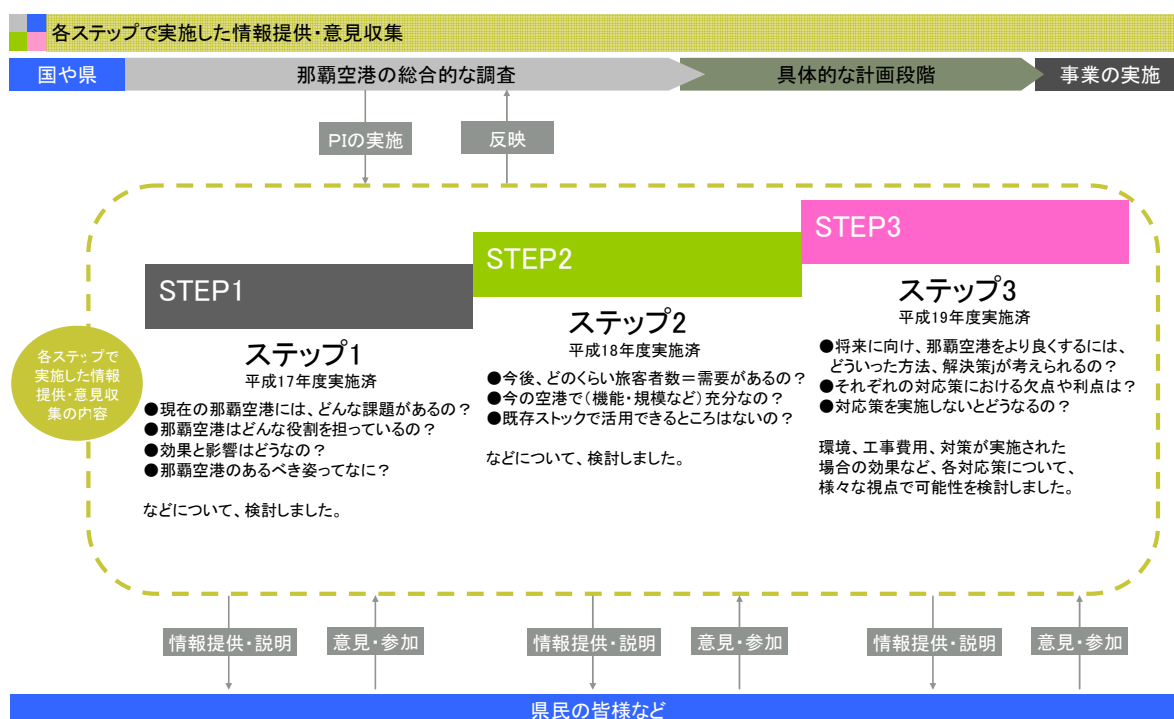 各ステップで実施した情報提供・意見収集
国や県
那覇空港の総合的な調査
具体的な計画段階
事業の実施
PIの実施
反映
各ステップで
実施した情報
提供・意見収
集の内容
STEP1
ステップ1
平成17年度実施済
●現在の那覇空港には、どんな課題があるの？
●那覇空港はどんな役割を担っているの？
●効果と影響はどうなの？
●那覇空港のあるべき姿ってなに？
などについて、検討しました。
STEP2
ステップ2
平成18年度実施済
●今後、どのくらい旅客者数＝需要があるの？
●今の空港で（機能・規模など）充分なの？
●既存ストックで活用できるところはないの？
などについて、検討しました。
STEP3
ステップ3
平成19年度実施済
●将来に向け、那覇空港をより良くするには、
どういった方法、解決策jが考えられるの？
●それぞれの対応策における欠点や利点は？
●対応策を実施しないとどうなるの？
環境、工事費用、対策が実施された
場合の効果など、各対応策について、
様々な視点で可能性を検討しました。
情報提供・説明
意見・参加
情報提供・説明
意見・参加
情報提供・説明
意見・参加
県民の皆様など